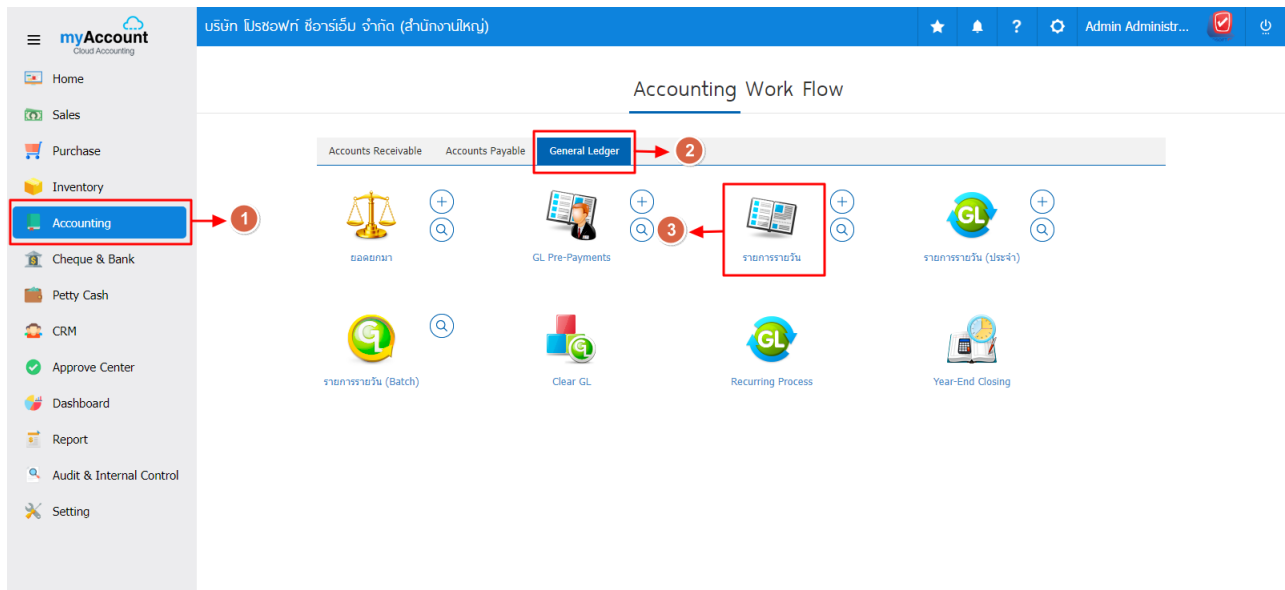 myAccount
Cloud Accounting
บริษัท โปรซอฟท์ ซีอาร์เอ็ม จำกัด (สำนักงานใหญ่)
?
Admin Administr...
Home
Sales
Purchase
Inventory
Accounting
Cheque & Bank
Petty Cash
CRM
Approve Center
Dashboard
Report
Audit & Internal Control
Setting
1
Accounting Work Flow
Accounts Receivable Accounts Payable General Ledger
2
ยอดยกมา
GL Pre-Payments
3
รายการรายวัน
GL
รายการรายวัน (ประจำ)
รายการรายวัน (Batch)
Clear GL
GL
Recurring Process
Year-End Closing